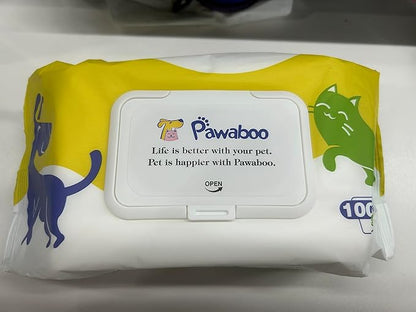 Pawaboo
Life is better with your pet.
Pet is happier with Pawaboo.
OPEN
100